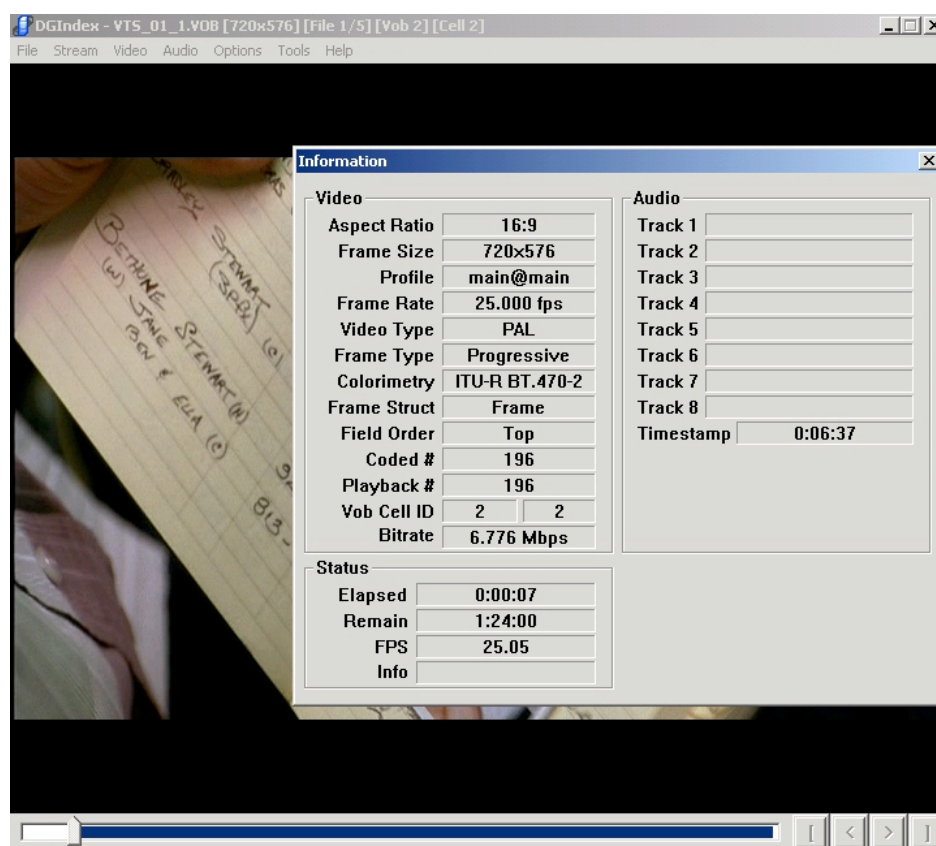 DGIndex - VTS_01_1.VOB [720x576] [File 1/5] [Vob 2] [Cell 2]
File Stream Video Audio Options Tools Help
BRADLEY STEWART
(3PBX) (C)
BETHUNE STEWART (H)
(W) JANE
BEN & ELLA (C)
813-
Information
Video
Aspect Ratio 16:9
Frame Size 720x576
Profile main@main
Frame Rate 25.000 fps
Video Type PAL
Frame Type Progressive
Colorimetry ITU-R BT.470-2
Frame Struct Frame
Field Order Top
Coded # 196
Playback # 196
Vob Cell ID 2 2
Bitrate 6.776 Mbps
Audio
Track 1
Track 2
Track 3
Track 4
Track 5
Track 6
Track 7
Track 8
Timestamp 0:06:37
Status
Elapsed 0:00:07
Remain 1:24:00
FPS 25.05
Info
[ < > ]